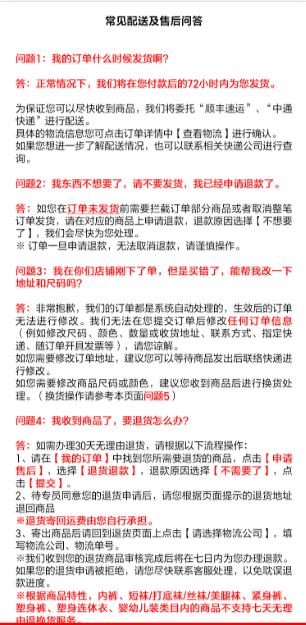 常见配送及售后问答
问题1：我的订单什么时候发货啊？
答：正常情况下，我们将在您付款后的72小时内为您发货。
为保证您可以尽快收到商品，我们将委托“顺丰速运”、“中通
快递”进行配送。
具体的物流信息您可点击订单详情中【查看物流】进行确认。
如果您想进一步了解配送情况，也可以联系相关快递公司进行查
询。
问题2：我东西不想要了，请不要发货，我已经申请退款了。
答：如您在订单未发货前需要拦截订单部分商品或者取消整笔
订单发货，请在对应的商品上申请退款，退款原因选择【不想要
了】，我们会尽快为您处理。
※ 订单一旦申请退款，无法取消退款，请谨慎操作。
问题3：我在你们店铺刚下了单，但是买错了，能帮我改一下
地址和尺码吗？
答：非常抱歉，我们的订单都是系统自动处理的，生效后的订单
无法进行修改。我们无法在您提交订单后修改任何订单信息
（例如修改尺码、颜色、数量或收货地址、联系方式、指定快
递、随订单开具发票等），请您谅解。
如您需要修改订单地址，建议您可以等待商品发出后联络快递进
行修改。
如您需要修改商品尺码或颜色，建议您收到商品后进行换货处
理。（换货操作请参考本页面问题5）
问题4：我收到商品了，要退货怎么办？
答：如需办理30天无理由退货，请根据以下流程操作：
1、请在【我的订单】中找到您所需要退货的商品，点击【申请
售后】，选择【退货退款】，退款原因选择【不需要了】，点
击【提交】。
2、待专员同意您的退货申请后，请您根据页面提示的退货地址
退回商品
※退货寄回运费由您自行承担。
3、寄出商品后请回到退货页面上点击【请选择物流公司】，填
写物流公司、物流单号。
※我们收到您的退货商品审核完成后将在七日内为您办理退款。
如果您的退货申请被拒绝，请您尽快联系客服处理，以免耽误退
款进度。
※根据商品特性，内裤、短袜/打底袜/丝袜/美腿袜、紧身裤、
塑身裤、塑身连体衣、婴幼儿装类目内的商品不支持七天无理
由退换货服务。